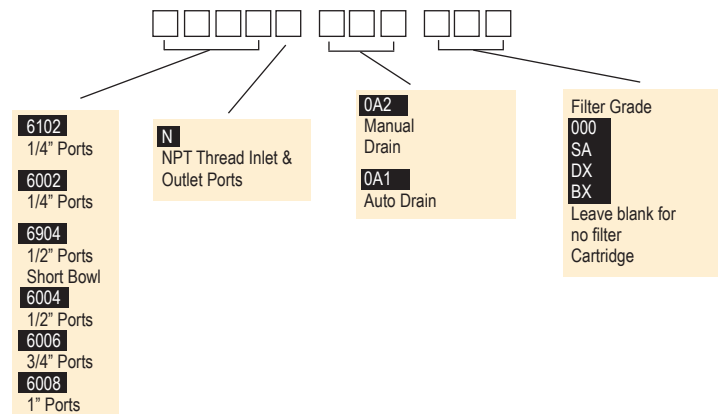 6102
1/4” Ports
6002
1/4” Ports
6904
1/2” Ports
Short Bowl
6004
1/2” Ports
6006
3/4” Ports
6008
1” Ports
N
NPT Thread Inlet &
Outlet Ports
0A2
Manual
Drain
0A1
Auto Drain
Filter Grade
000
SA
DX
BX
Leave blank for
no filter
Cartridge